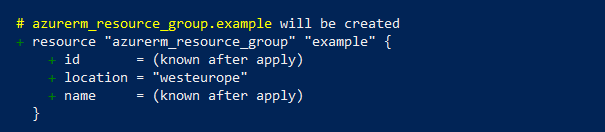 # azurerm_resource_group.example will be created
+ resource "azurerm_resource_group" "example" {
    + id       = (known after apply)
    + location = "westeurope"
    + name     = (known after apply)
  }